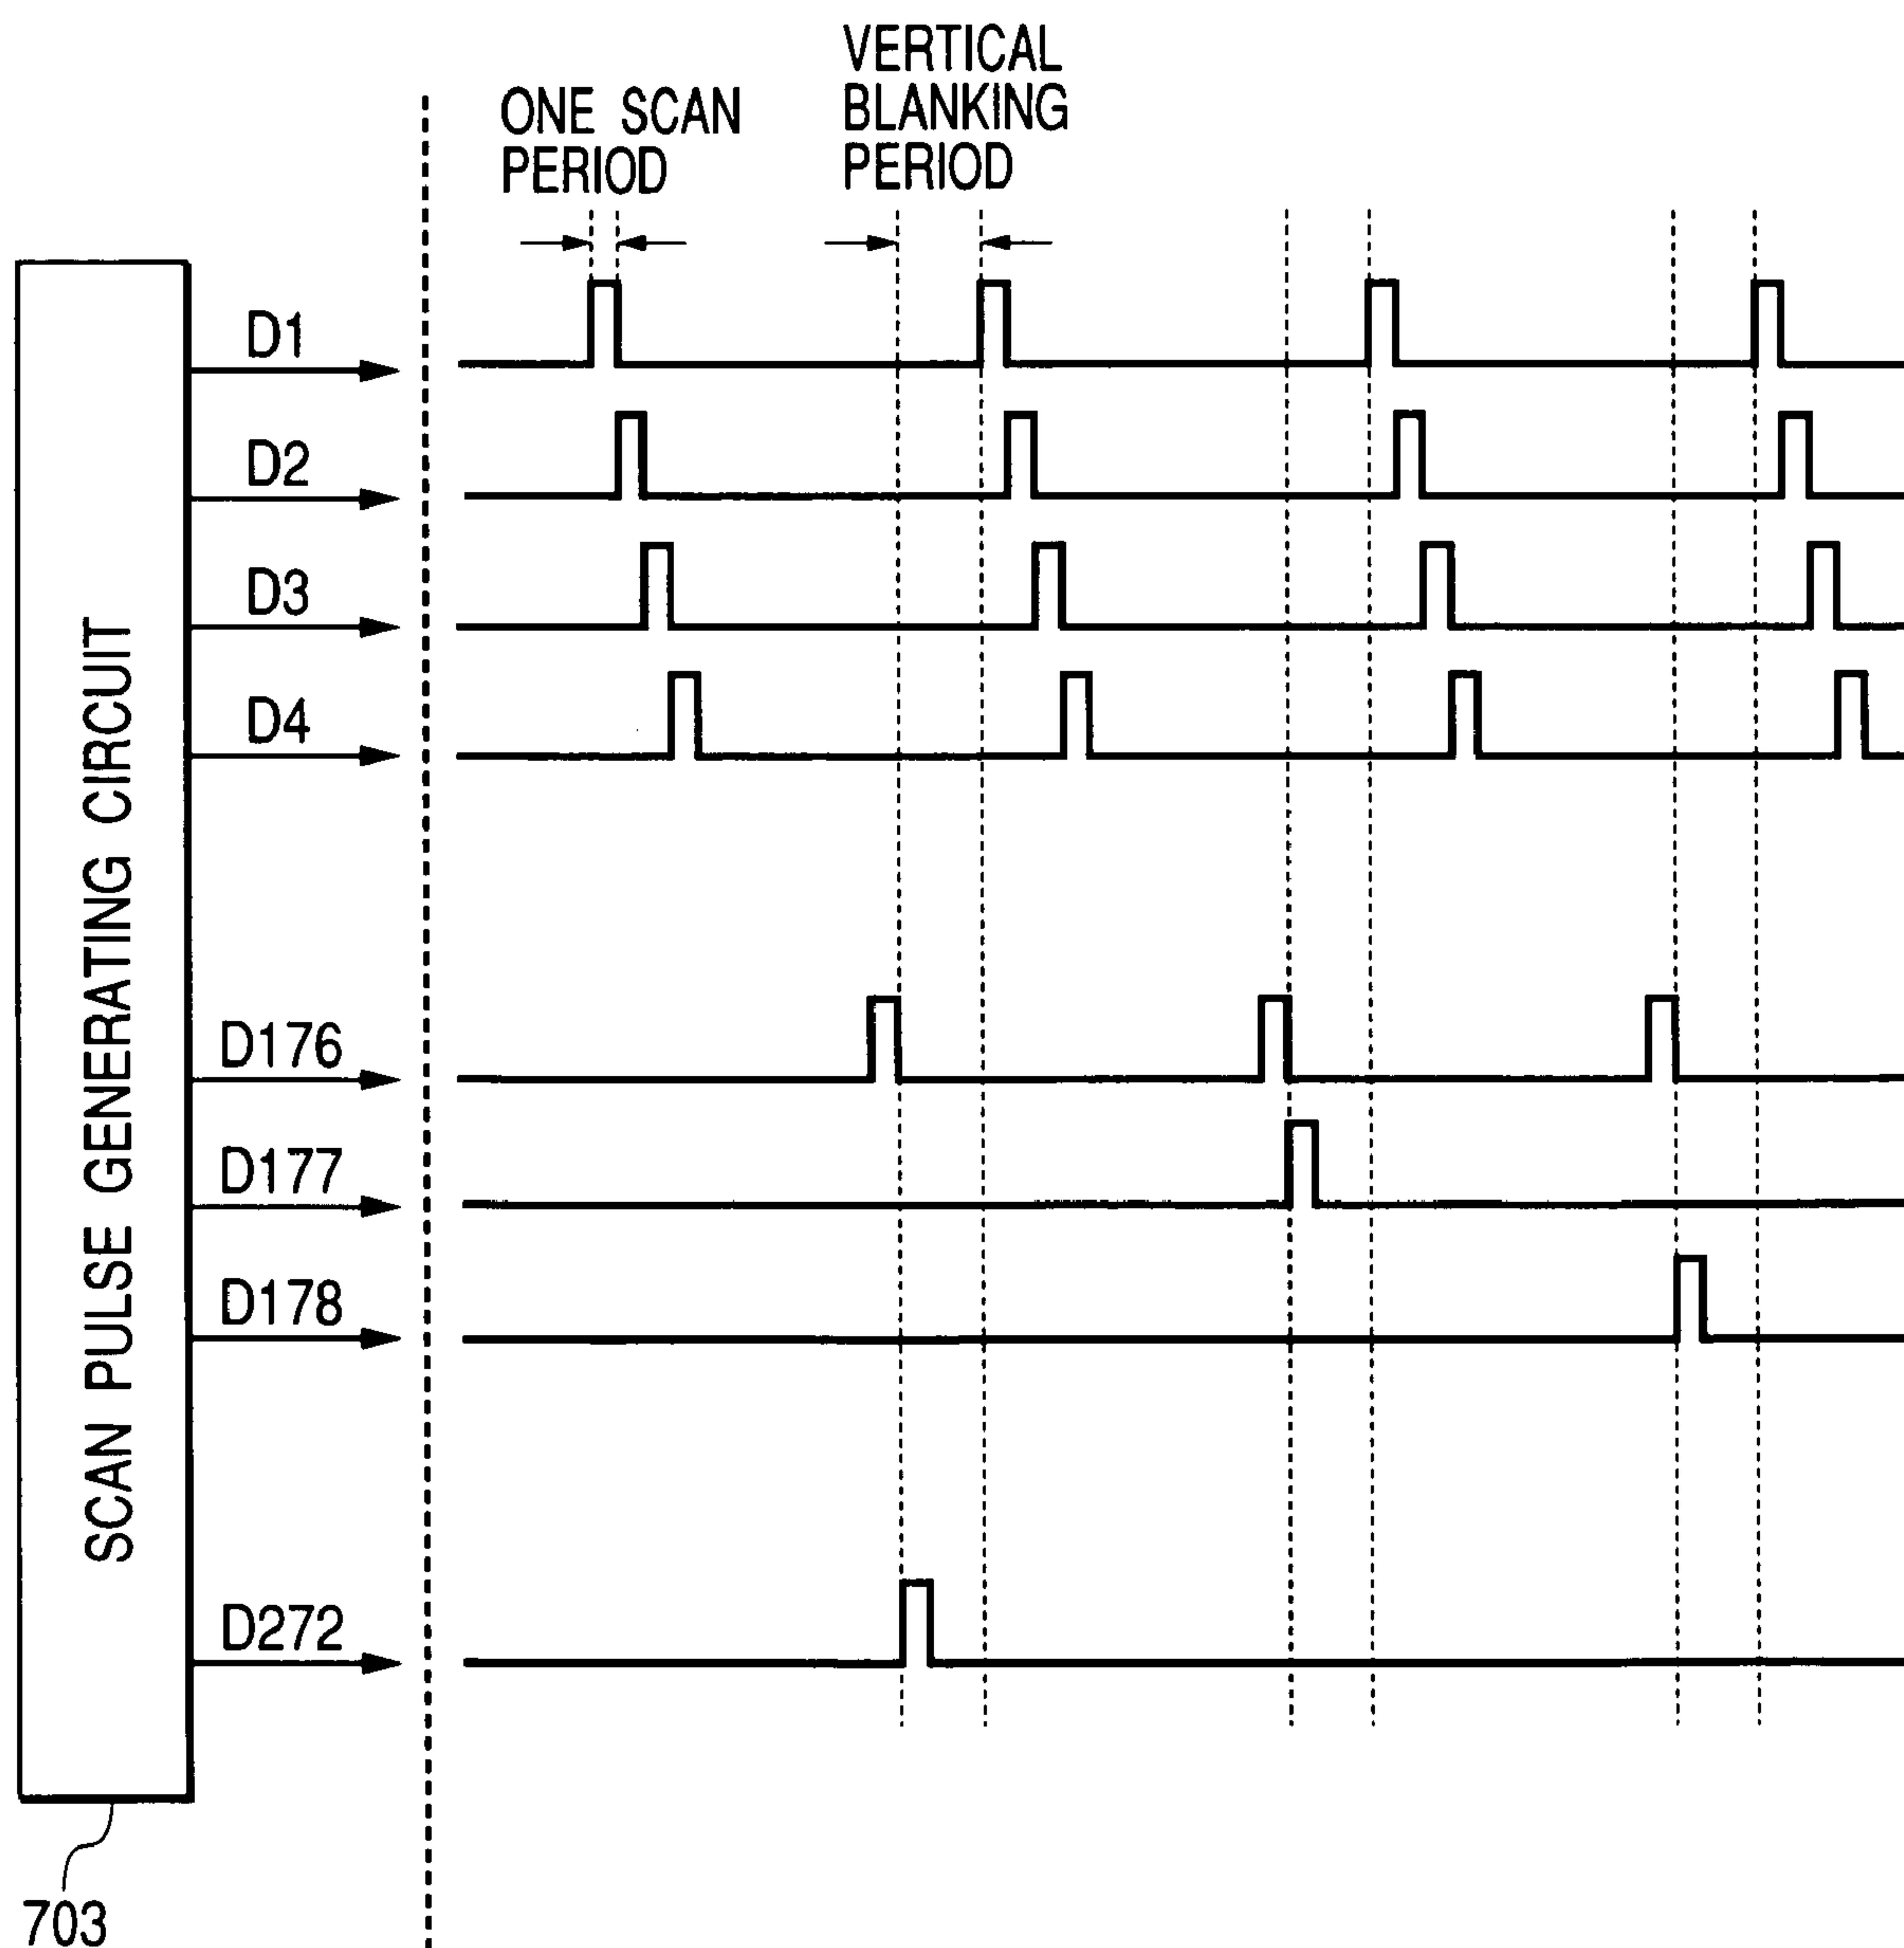 ONE SCAN
PERIOD
VERTICAL
BLANKING
PERIOD
SCAN PULSE GENERATING CIRCUIT
D1
D2
D3
D4
D176
D177
D178
D272
703